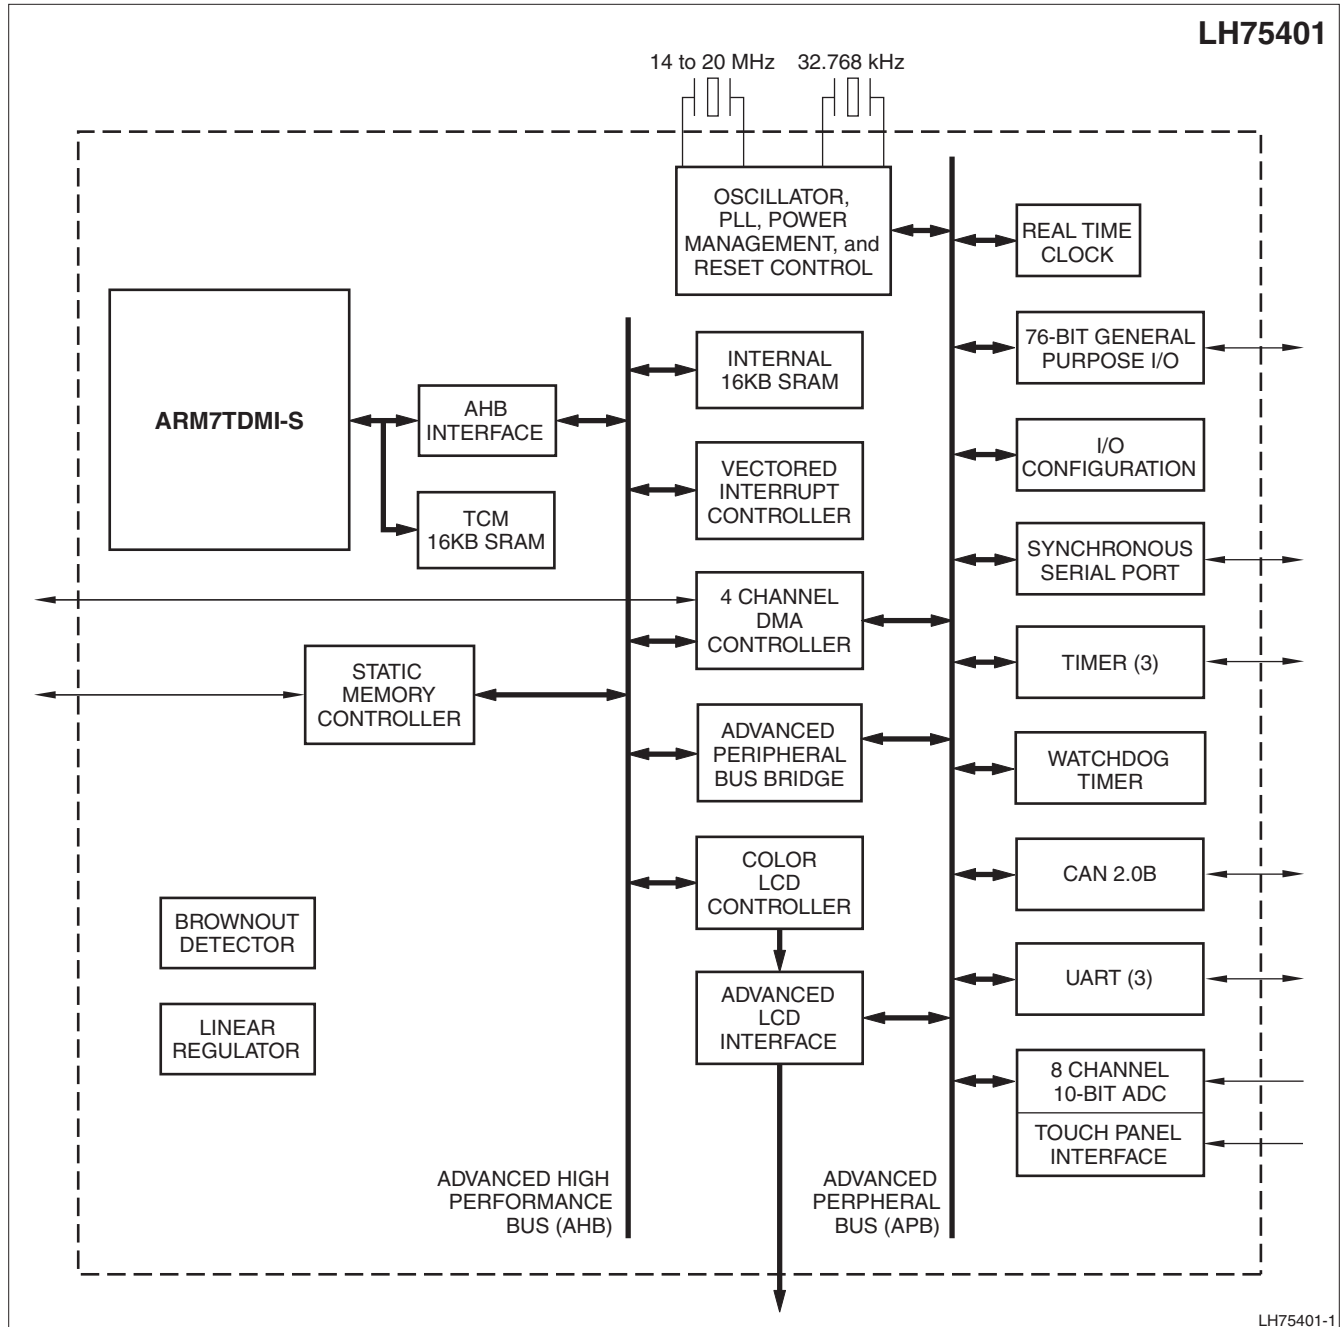 LH75401
14 to 20 MHz
32.768 kHz
OSCILLATOR,
PLL, POWER
MANAGEMENT, and
RESET CONTROL
REAL TIME
CLOCK
76-BIT GENERAL
PURPOSE I/O
INTERNAL
16KB SRAM
ARM7TDMI-S
AHB
INTERFACE
I/O
CONFIGURATION
VECTORED
INTERRUPT
CONTROLLER
TCM
16KB SRAM
SYNCHRONOUS
SERIAL PORT
4 CHANNEL
DMA
CONTROLLER
STATIC
MEMORY
CONTROLLER
TIMER (3)
ADVANCED
PERIPHERAL
BUS BRIDGE
WATCHDOG
TIMER
COLOR
LCD
CONTROLLER
CAN 2.0B
BROWNOUT
DETECTOR
ADVANCED
LCD
INTERFACE
UART (3)
LINEAR
REGULATOR
8 CHANNEL
10-BIT ADC
TOUCH PANEL
INTERFACE
ADVANCED HIGH
PERFORMANCE
BUS (AHB)
ADVANCED
PERPHERAL
BUS (APB)
LH75401-1